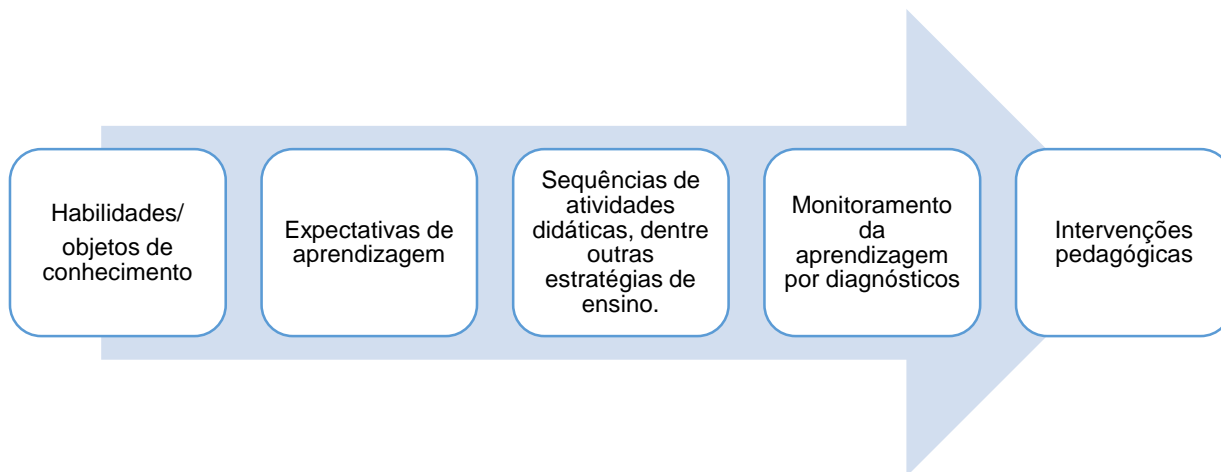 Habilidades/
objetos de
conhecimento
Expectativas de
aprendizagem
Sequências de
atividades
didáticas, dentre
outras
estratégias de
ensino.
Monitoramento
da
aprendizagem
por diagnósticos
Intervenções
pedagógicas